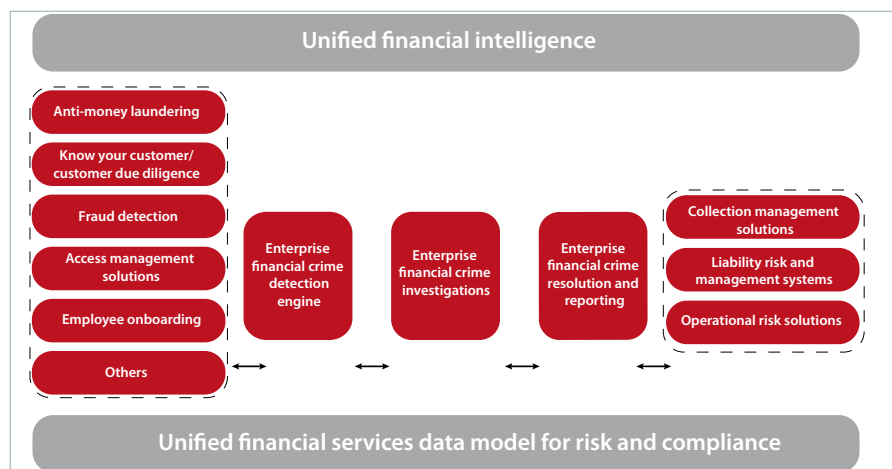 Unified financial intelligence
Anti-money laundering
Know your customer/
customer due diligence
Fraud detection
Access management
solutions
Employee onboarding
Others
Enterprise
financial crime
detection
engine
Enterprise
financial crime
investigations
Enterprise
financial crime
resolution and
reporting
Collection management
solutions
Liability risk and
management systems
Operational risk solutions
Unified financial services data model for risk and compliance